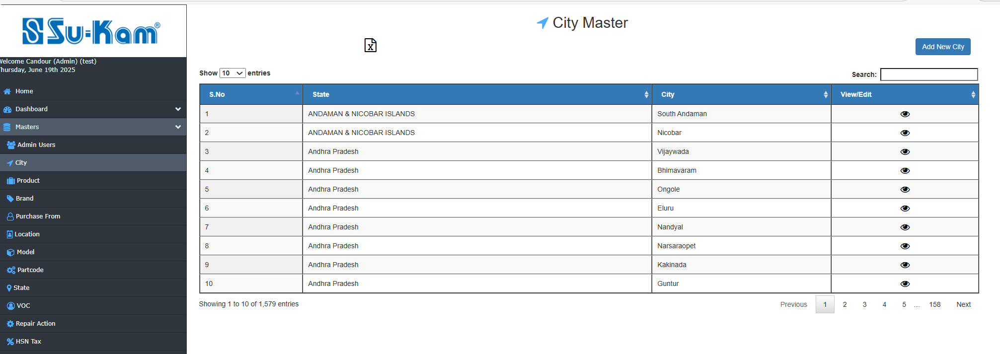 Su-Kam®
Welcome Candour (Admin) (test)
Thursday, June 19th 2025
Home
Dashboard
Masters
Admin Users
City
Product
Brand
Purchase From
Location
Model
Partcode
State
VOC
Repair Action
HSN Tax
City Master
Add New City
Show 10 entries
Search:
S.No State City View/Edit
1 ANDAMAN & NICOBAR ISLANDS South Andaman
2 ANDAMAN & NICOBAR ISLANDS Nicobar
3 Andhra Pradesh Vijaywada
4 Andhra Pradesh Bhimavaram
5 Andhra Pradesh Ongole
6 Andhra Pradesh Eluru
7 Andhra Pradesh Nandyal
8 Andhra Pradesh Narsaraopet
9 Andhra Pradesh Kakinada
10 Andhra Pradesh Guntur
Showing 1 to 10 of 1,579 entries
Previous 1 2 3 4 5 … 158 Next